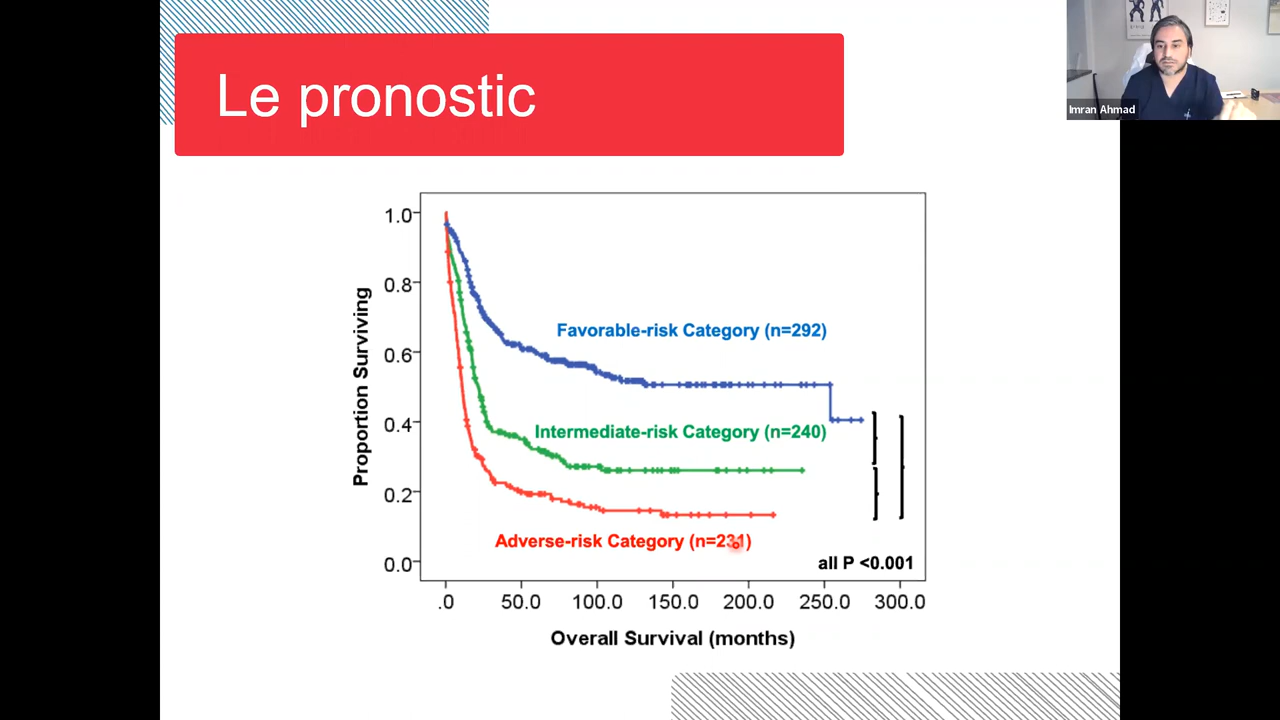 Le pronostic
Imran Ahmad
1.0
0.8
0.6
0.4
0.2
0.0
Proportion Surviving
Favorable-risk Category (n=292)
Intermediate-risk Category (n=240)
Adverse-risk Category (n=231)
all P <0.001
.0 50.0 100.0 150.0 200.0 250.0 300.0
Overall Survival (months)